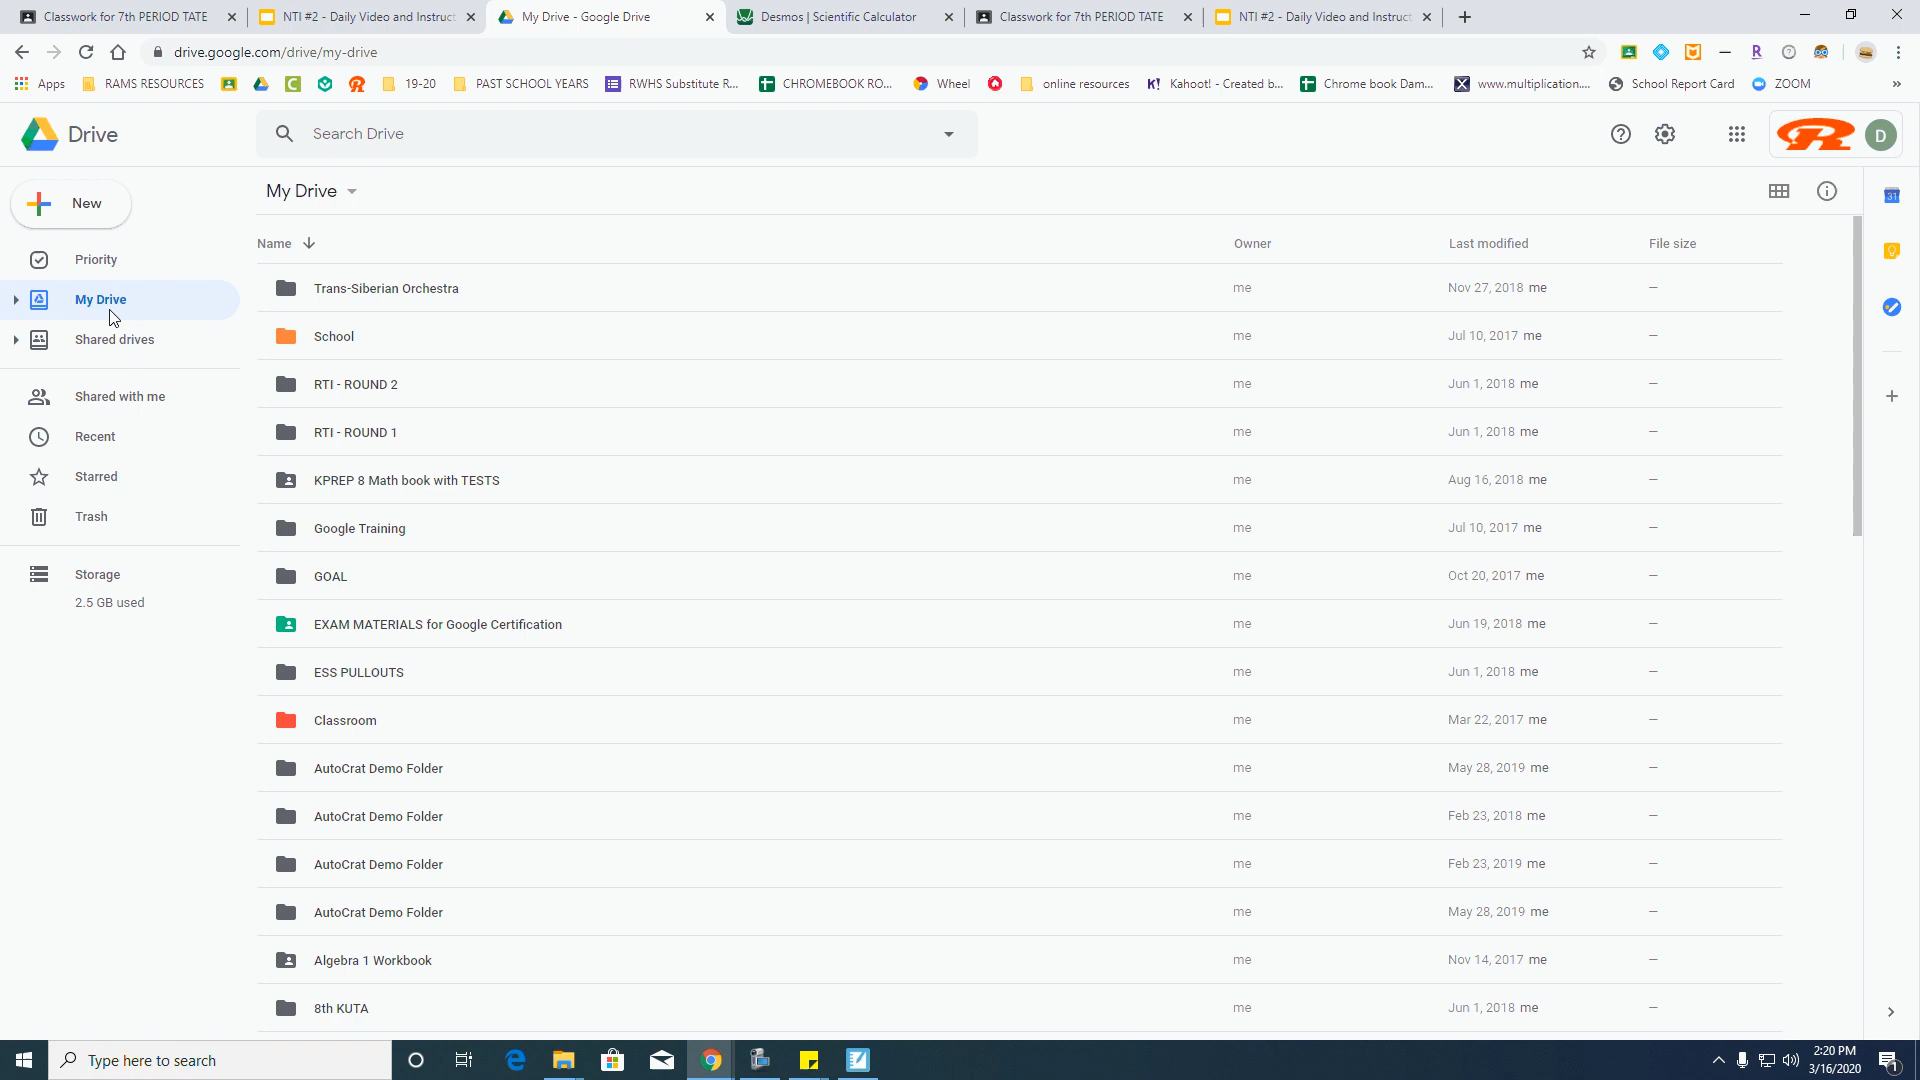 Classwork for 7th PERIOD TATE
NTI #2 - Daily Video and Instruct
My Drive - Google Drive
Desmos | Scientific Calculator
Classwork for 7th PERIOD TATE
NTI #2 - Daily Video and Instruct
drive.google.com/drive/my-drive
Apps RAMS RESOURCES 19-20 PAST SCHOOL YEARS RWHS Substitute R... CHROMEBOOK RO... Wheel online resources K! Kahoot! - Created b... Chrome book Dam... www.multiplication.... School Report Card ZOOM »
Drive
Search Drive
R D
New
My Drive
Priority
My Drive
Shared drives
Shared with me
Recent
Starred
Trash
Storage
2.5 GB used
Name Owner Last modified File size
Trans-Siberian Orchestra me Nov 27, 2018 me –
School me Jul 10, 2017 me –
RTI - ROUND 2 me Jun 1, 2018 me –
RTI - ROUND 1 me Jun 1, 2018 me –
KPREP 8 Math book with TESTS me Aug 16, 2018 me –
Google Training me Jul 10, 2017 me –
GOAL me Oct 20, 2017 me –
EXAM MATERIALS for Google Certification me Jun 19, 2018 me –
ESS PULLOUTS me Jun 1, 2018 me –
Classroom me Mar 22, 2017 me –
AutoCrat Demo Folder me May 28, 2019 me –
AutoCrat Demo Folder me Feb 23, 2018 me –
AutoCrat Demo Folder me Feb 23, 2019 me –
AutoCrat Demo Folder me May 28, 2019 me –
Algebra 1 Workbook me Nov 14, 2017 me –
8th KUTA me Jun 1, 2018 me –
31
Type here to search
2:20 PM
3/16/2020
1